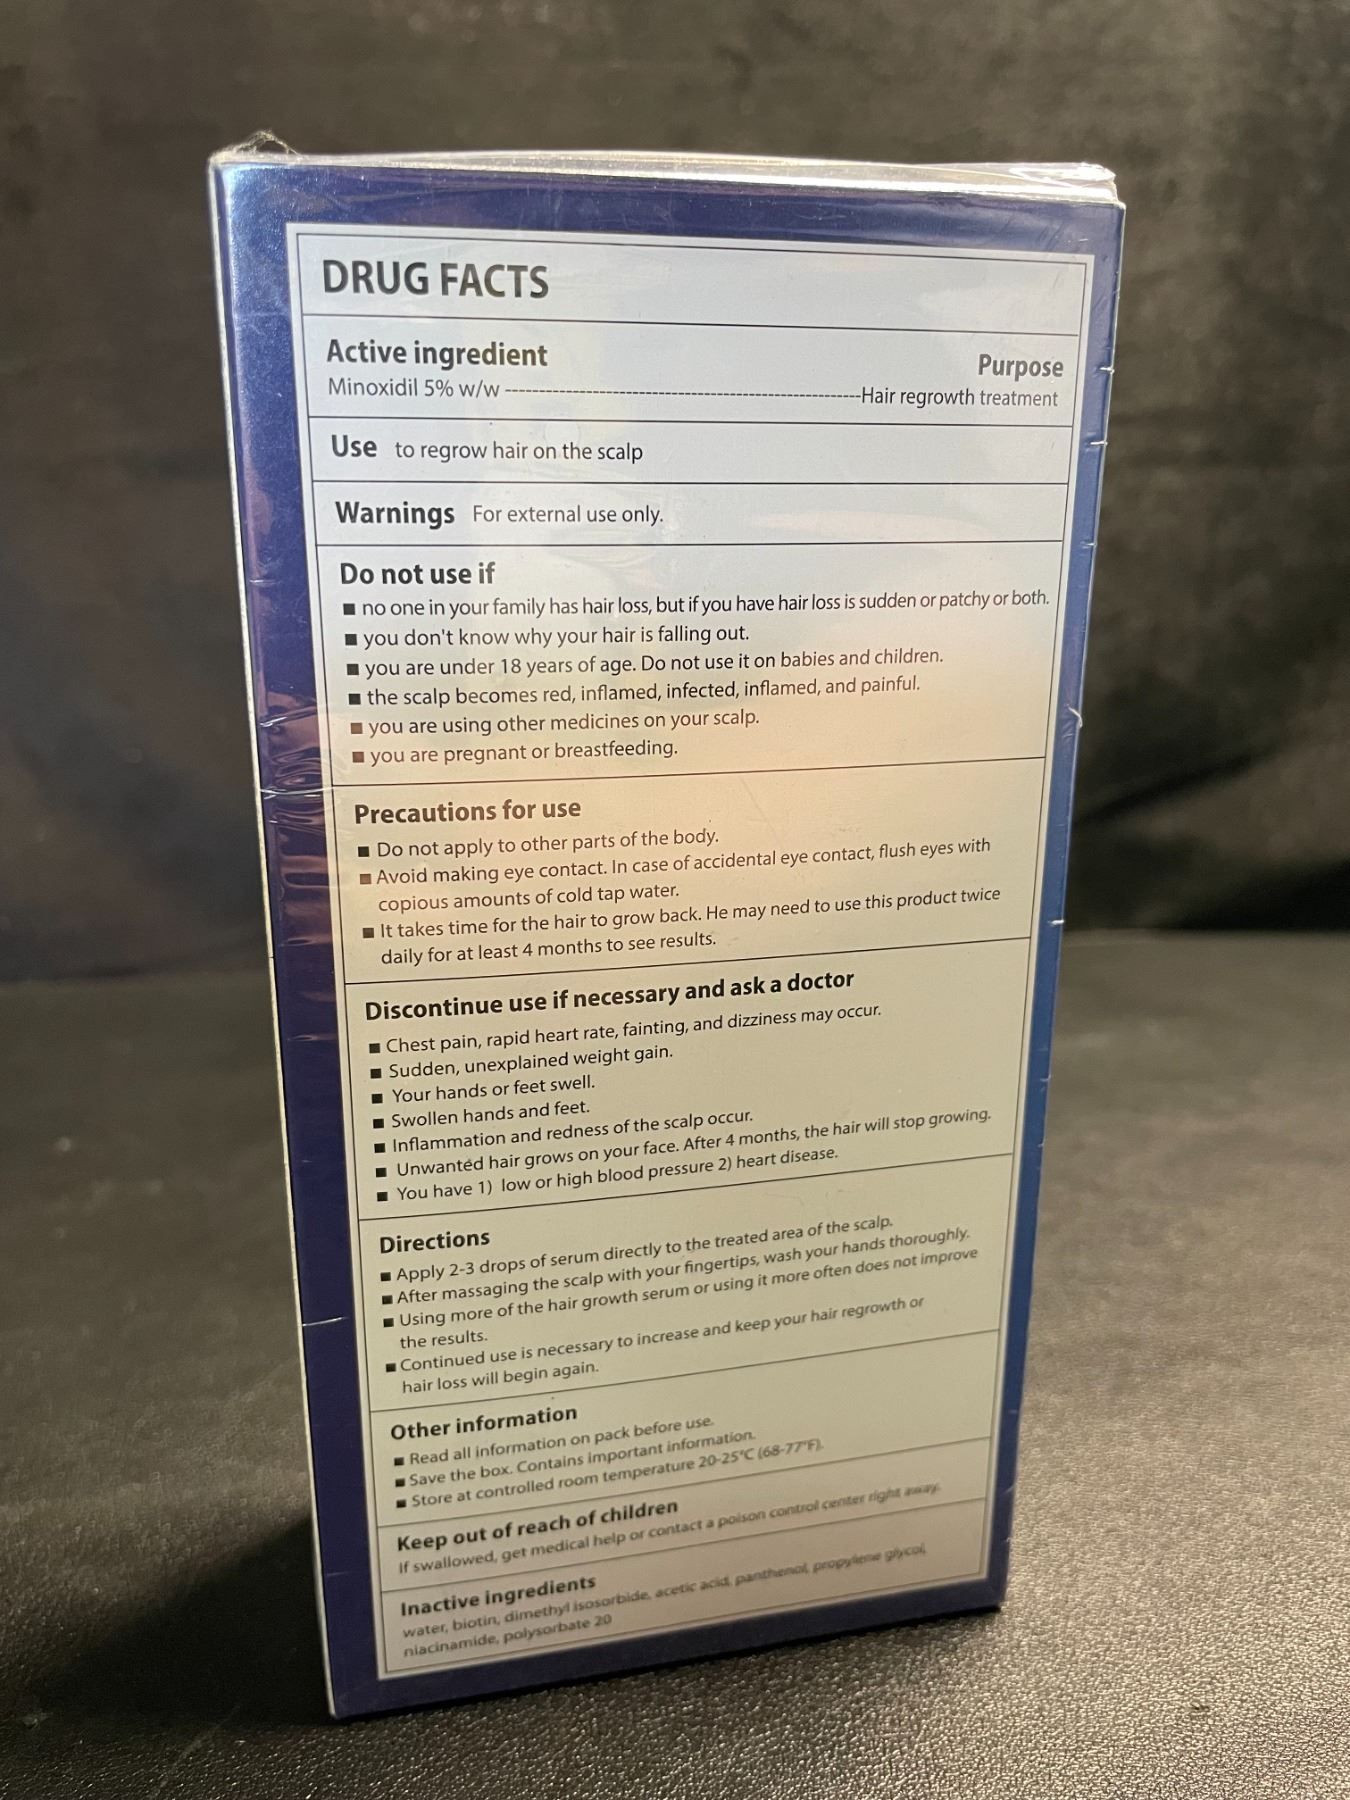 DRUG FACTS
Active ingredient Purpose
Minoxidil 5% w/w ----------------------------------------------------Hair regrowth treatment
Use to regrow hair on the scalp
Warnings For external use only.
Do not use if
■ no one in your family has hair loss, but if you have hair loss is sudden or patchy or both.
■ you don't know why your hair is falling out.
■ you are under 18 years of age. Do not use it on babies and children.
■ the scalp becomes red, inflamed, infected, inflamed, and painful.
■ you are using other medicines on your scalp.
■ you are pregnant or breastfeeding.
Precautions for use
■ Do not apply to other parts of the body.
■ Avoid making eye contact. In case of accidental eye contact, flush eyes with
copious amounts of cold tap water.
■ It takes time for the hair to grow back. He may need to use this product twice
daily for at least 4 months to see results.
Discontinue use if necessary and ask a doctor
■ Chest pain, rapid heart rate, fainting, and dizziness may occur.
■ Sudden, unexplained weight gain.
■ Your hands or feet swell.
■ Swollen hands and feet.
■ Inflammation and redness of the scalp occur.
■ Unwanted hair grows on your face. After 4 months, the hair will stop growing.
■ You have 1) low or high blood pressure 2) heart disease.
Directions
■ Apply 2-3 drops of serum directly to the treated area of the scalp.
■ After massaging the scalp with your fingertips, wash your hands thoroughly.
■ Using more of the hair growth serum or using it more often does not improve
the results.
■ Continued use is necessary to increase and keep your hair regrowth or
hair loss will begin again.
Other information
■ Read all information on pack before use.
■ Save the box. Contains important information.
■ Store at controlled room temperature 20-25°C (68-77°F).
Keep out of reach of children
If swallowed, get medical help or contact a poison control center right away.
Inactive ingredients
water, biotin, dimethyl isosorbide, acetic acid, panthenol, propylene glycol,
niacinamide, polysorbate 20